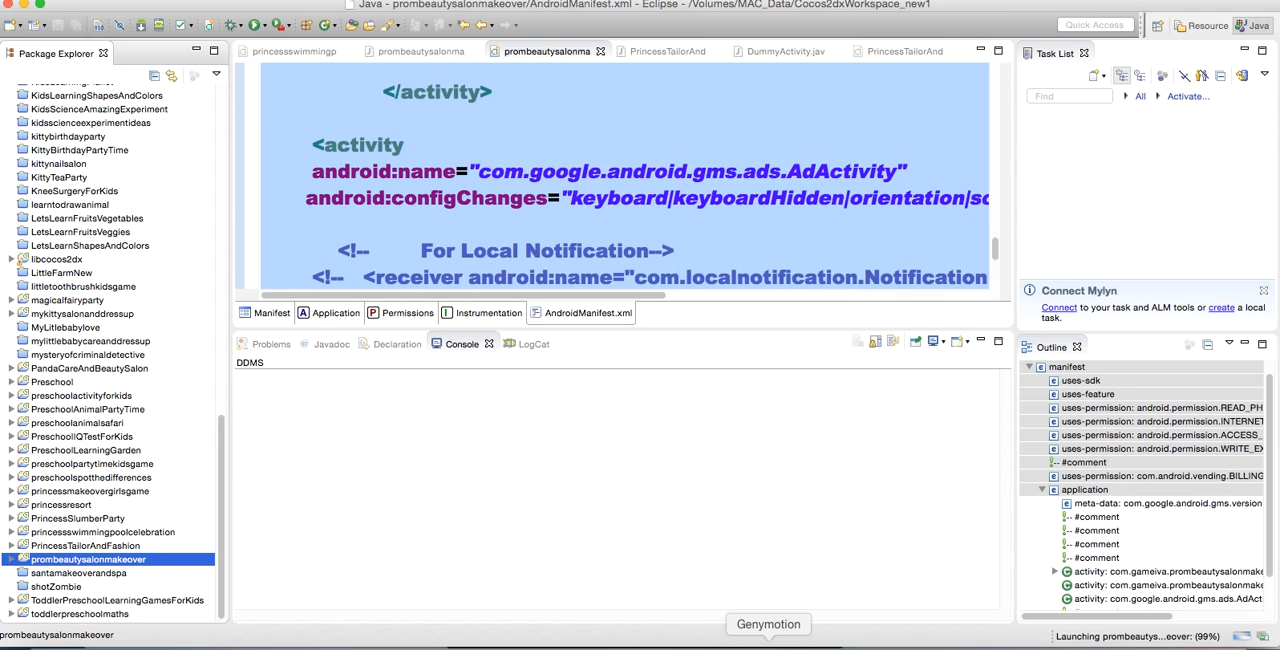 Java - prombeautysalonmakeover/AndroidManifest.xml - Eclipse - /Volumes/MAC_Data/Cocos2dxWorkspace_new1
Quick Access
Resource
Java
Package Explorer
princessswimmingp
prombeautysalonma
prombeautysalonma
PrincessTailorAnd
DummyActivity.jav
PrincessTailorAnd
Task List
Find
All
Activate...
KidsLearningShapesAndColors
KidsScienceAmazingExperiment
kidsscienceexperimentideas
kittybirthdayparty
KittyBirthdayPartyTime
kittynailsalon
KittyTeaParty
KneeSurgeryForKids
learntodrawanimal
LetsLearnFruitsVegetables
LetsLearnFruitsVeggies
LetsLearnShapesAndColors
libcocos2dx
LittleFarmNew
littletoothbrushkidsgame
magicalfairyparty
mykittysalonanddressup
MyLitlebabylove
mylittlebabycareanddressup
mysteryofcriminaldetective
PandaCareAndBeautySalon
Preschool
preschoolactivityforkids
PreschoolAnimalPartyTime
preschoolanimalsafari
PreschoolIQTestForKids
PreschoolLearningGarden
preschoolpartytimekidsgame
preschoolspotthedifferences
princessmakeovergirlsgame
princessresort
PrincessSlumberParty
princessswimmingpoolcelebration
PrincessTailorAndFashion
prombeautysalonmakeover
santamakeoverandspa
shotZombie
ToddlerPreschoolLearningGamesForKids
toddlerpreschoolmaths
</activity>
<activity
android:name="com.google.android.gms.ads.AdActivity"
android:configChanges="keyboard|keyboardHidden|orientation|sc
<!-- For Local Notification-->
<!-- <receiver android:name="com.localnotification.Notification
Manifest
Application
Permissions
Instrumentation
AndroidManifest.xml
Problems
Javadoc
Declaration
Console
LogCat
DDMS
Connect Mylyn
Connect to your task and ALM tools or create a local
task.
Outline
manifest
uses-sdk
uses-feature
uses-permission: android.permission.READ_PH
uses-permission: android.permission.INTERNET
uses-permission: android.permission.ACCESS_
uses-permission: android.permission.WRITE_EX
#comment
uses-permission: com.android.vending.BILLING
application
meta-data: com.google.android.gms.version
#comment
#comment
#comment
#comment
activity: com.gameiva.prombeautysalonmake
activity: com.gameiva.prombeautysalonmake
activity: com.google.android.gms.ads.AdAct
Genymotion
prombeautysalonmakeover
Launching prombeautys...eover: (99%)